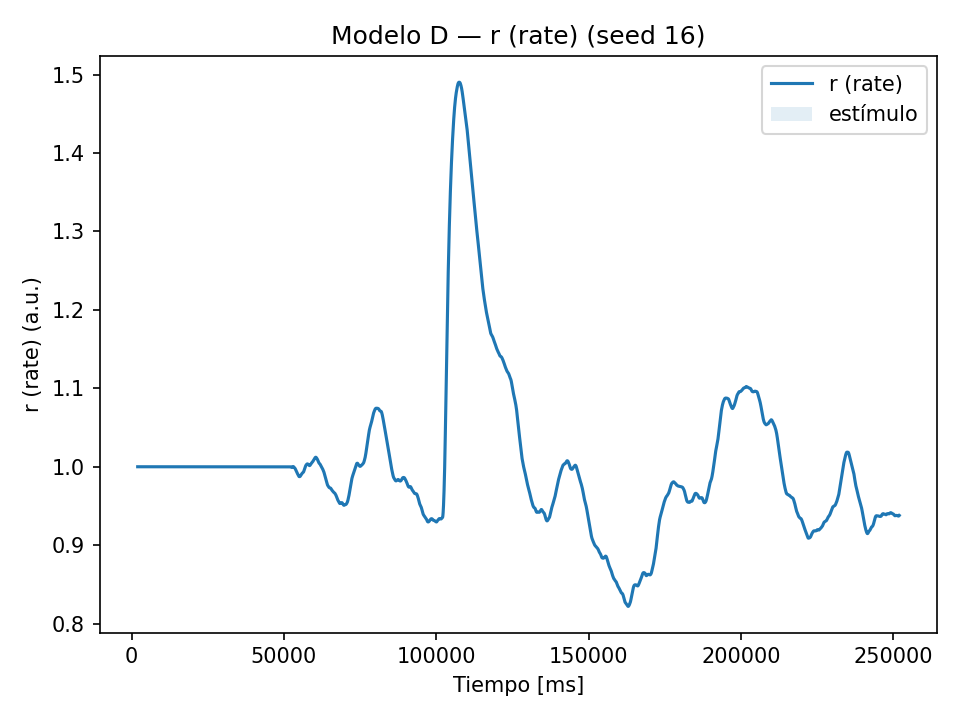 Modelo D — r (rate) (seed 16)
r (rate)
estímulo
1.5
1.4
1.3
1.2
1.1
1.0
0.9
0.8
r (rate) (a.u.)
0 50000 100000 150000 200000 250000
Tiempo [ms]